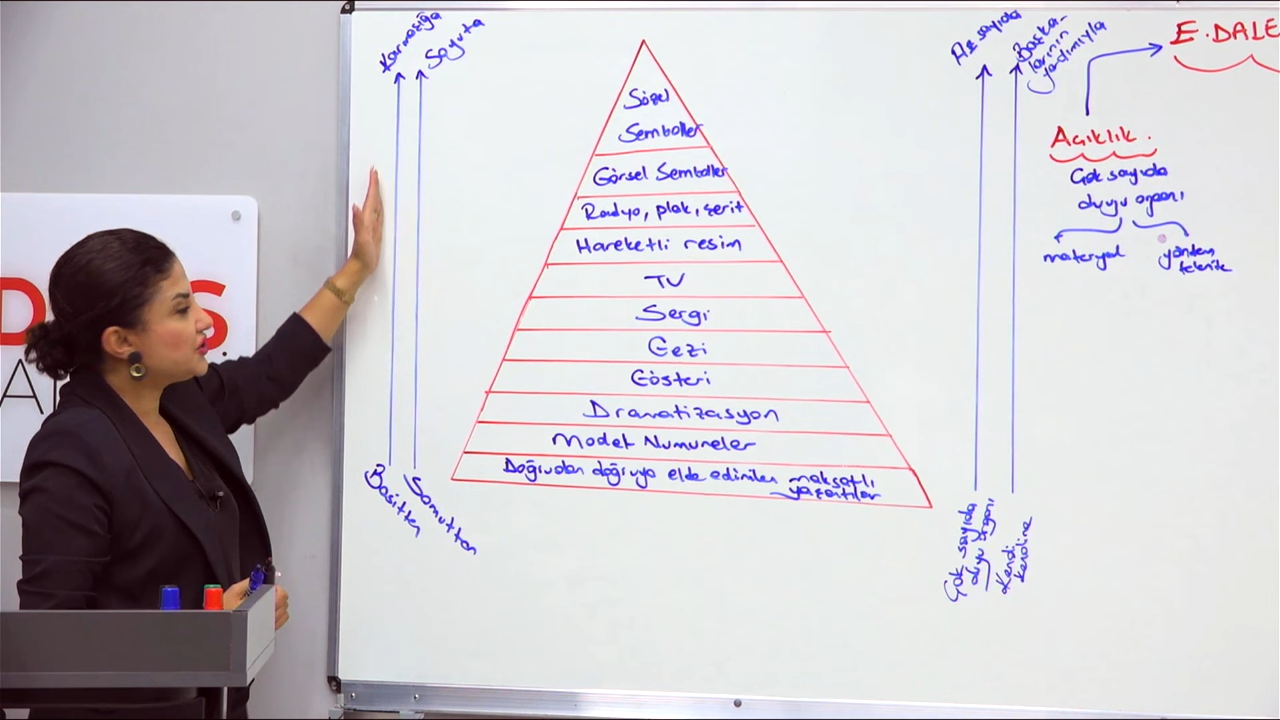 Karmaşığa
Soyuta
Sözel
Semboller
Görsel Semboller
Radyo, plak, şerit
Hareketli resim
TV
Sergi
Gezi
Gösteri
Dramatizasyon
Model Numuneler
Doğrudan doğruya elde edinilen maksatlı
yaşantılar
Basitten
Somuttan
Az sayıda
Başka-
larının
yardımıyla
Çok sayıda
duyu organı
Kendi
kendine
E. DALE
Açıklık.
Çok sayıda
duyu organı
materyal
yöntem
teknik
D
S
A